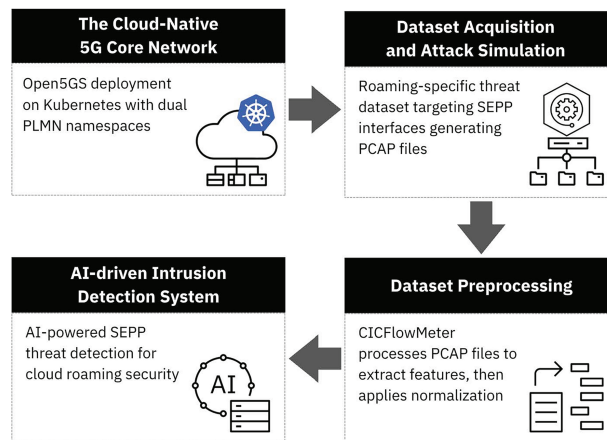 The Cloud-Native
5G Core Network
Open5GS deployment
on Kubernetes with dual
PLMN namespaces
Dataset Acquisition
and Attack Simulation
Roaming-specific threat
dataset targeting SEPP
interfaces generating
PCAP files
Dataset Preprocessing
CICFlowMeter
processes PCAP files to
extract features, then
applies normalization
AI-driven Intrusion
Detection System
AI-powered SEPP
threat detection for
cloud roaming security
AI